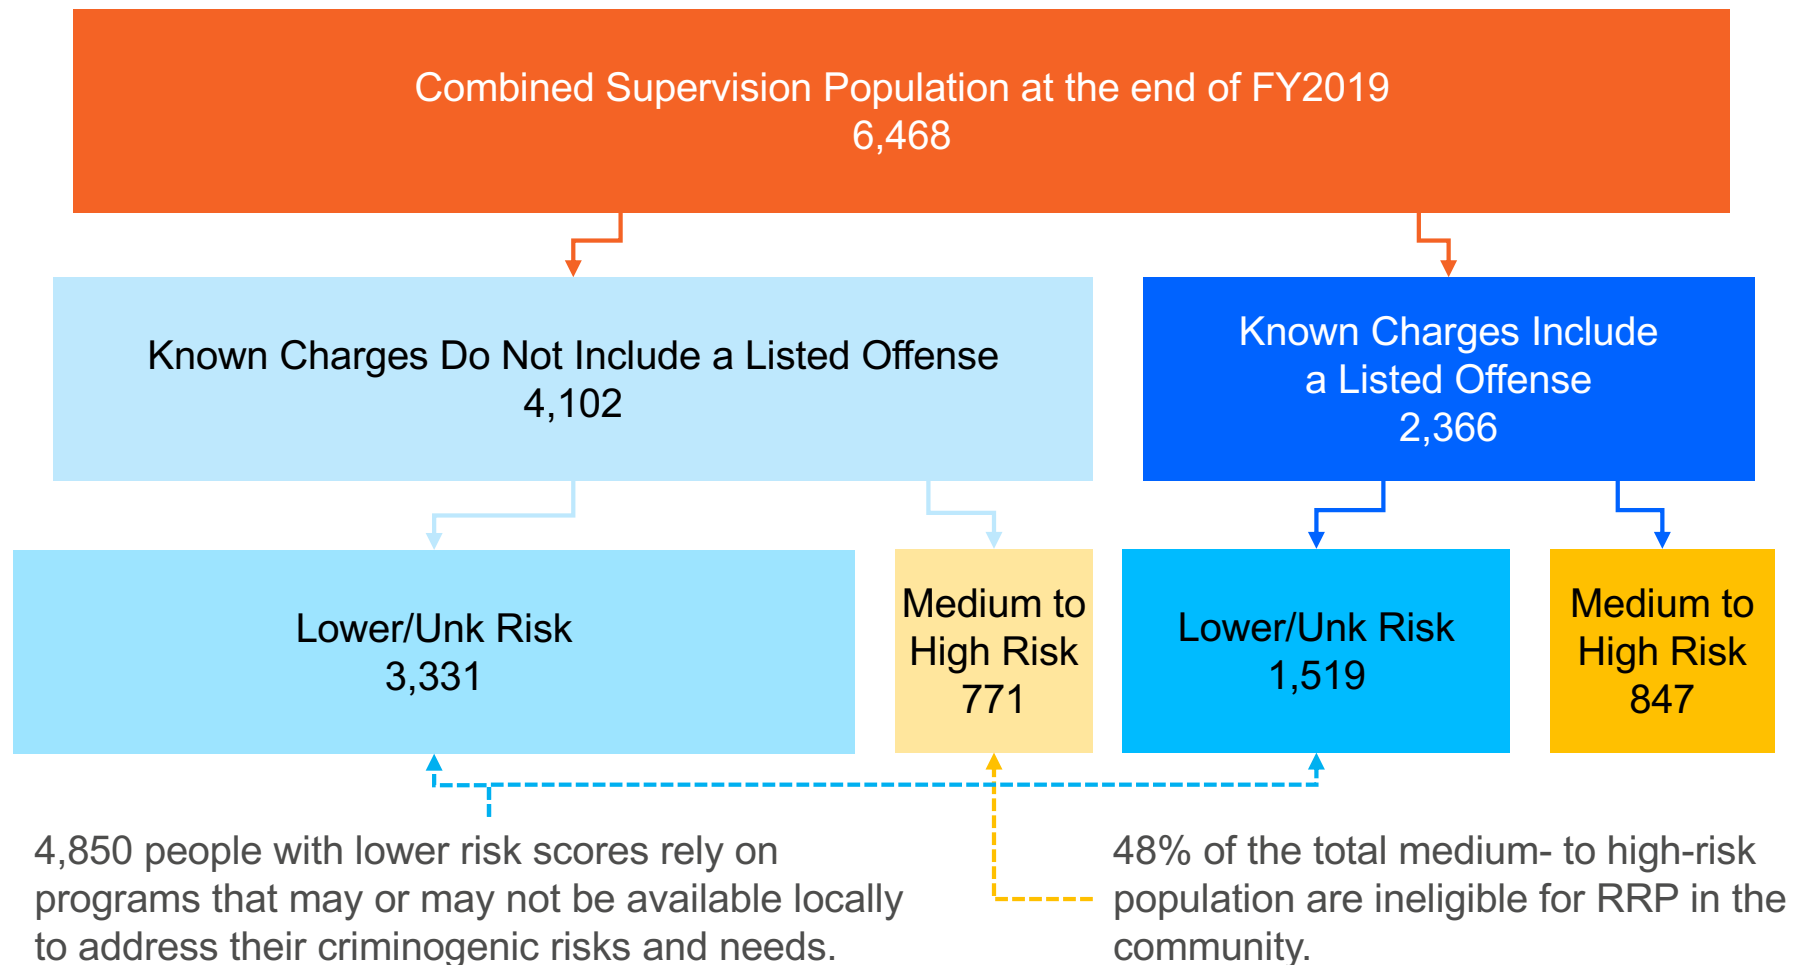 Combined Supervision Population at the end of FY2019
6,468
Known Charges Do Not Include a Listed Offense
4,102
Known Charges Include
a Listed Offense
2,366
Lower/Unk Risk
3,331
Medium to
High Risk
771
Lower/Unk Risk
1,519
Medium to
High Risk
847
4,850 people with lower risk scores rely on
programs that may or may not be available locally
to address their criminogenic risks and needs.
48% of the total medium- to high-risk
population are ineligible for RRP in the
community.